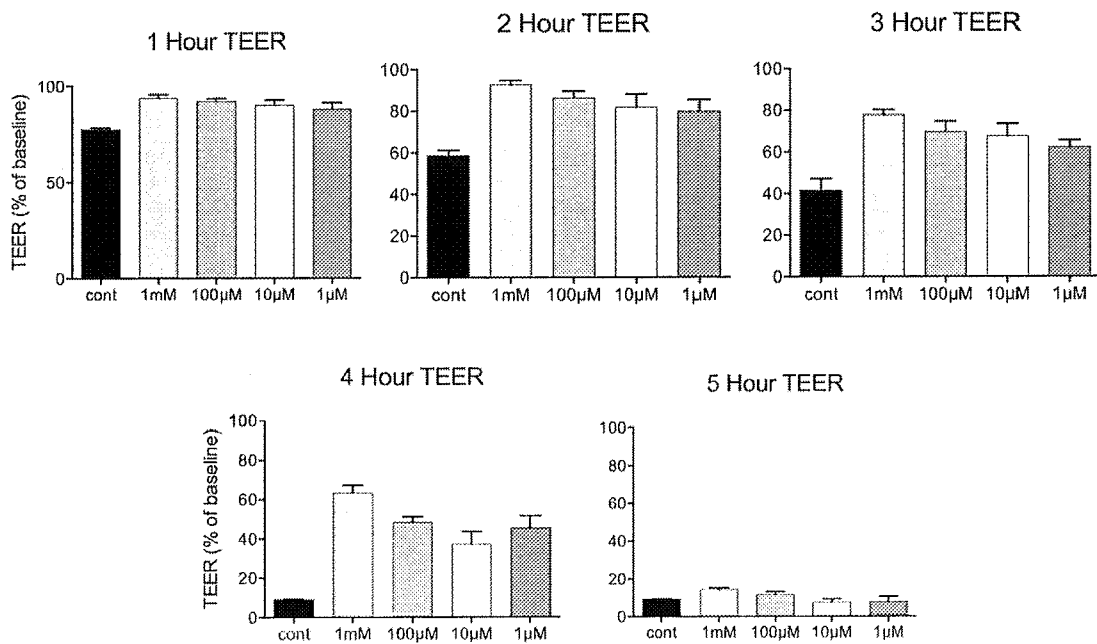 1 Hour TEER
TEER (% of baseline)
100
50
0
cont 1mM 100µM 10µM 1µM
2 Hour TEER
100
80
60
40
20
0
cont 1mM 100µM 10µM 1µM
3 Hour TEER
100
80
60
40
20
0
cont 1mM 100µM 10µM 1µM
4 Hour TEER
TEER (% of baseline)
100
80
60
40
20
0
cont 1mM 100µM 10µM 1µM
5 Hour TEER
100
80
60
40
20
0
cont 1mM 100µM 10µM 1µM